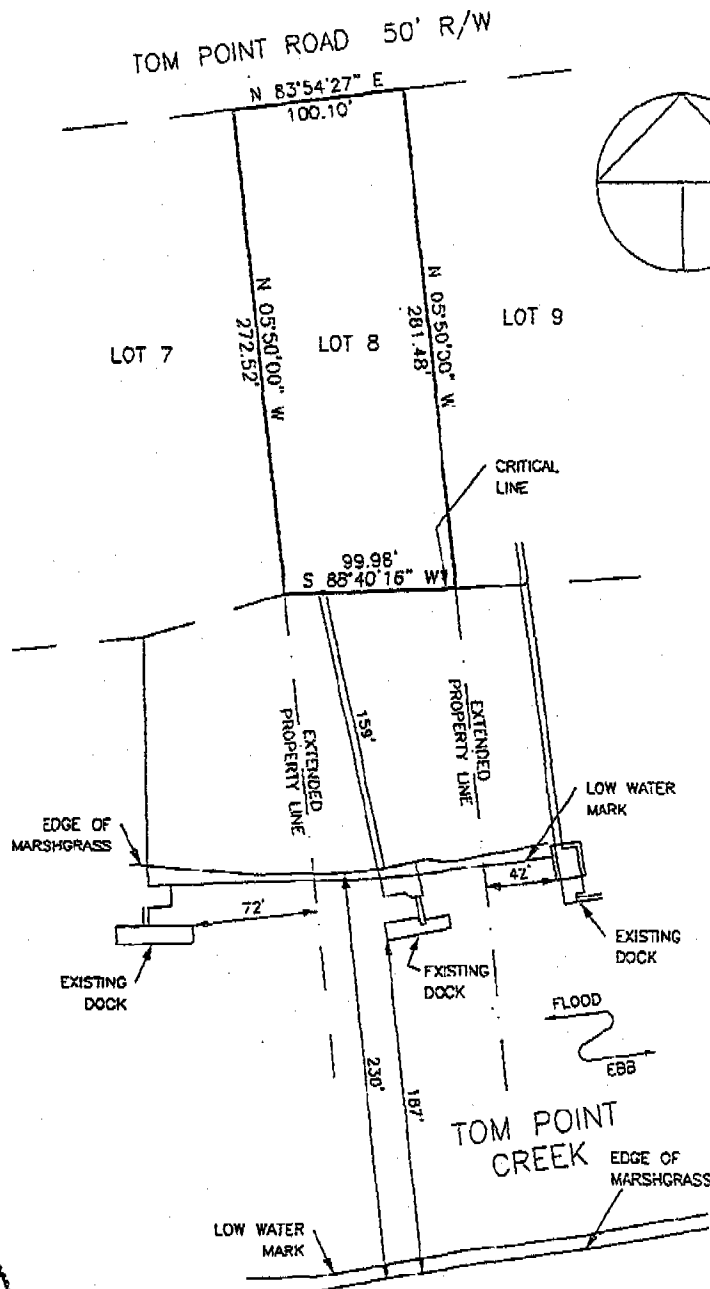 TOM POINT ROAD 50' R/W
N 83°54'27" E
100.10'
N 05°50'00" W
272.52'
N 05°50'00" W
281.48'
LOT 7
LOT 8
LOT 9
CRITICAL
LINE
99.98'
S 88°40'16" W
159'
EXTENDED
PROPERTY LINE
EXTENDED
PROPERTY LINE
LOW WATER
MARK
EDGE OF
MARSHGRASS
72'
42'
EXISTING
DOCK
EXISTING
DOCK
EXISTING
DOCK
FLOOD
EBB
230'
187'
TOM POINT
CREEK
EDGE OF
MARSHGRASS
LOW WATER
MARK